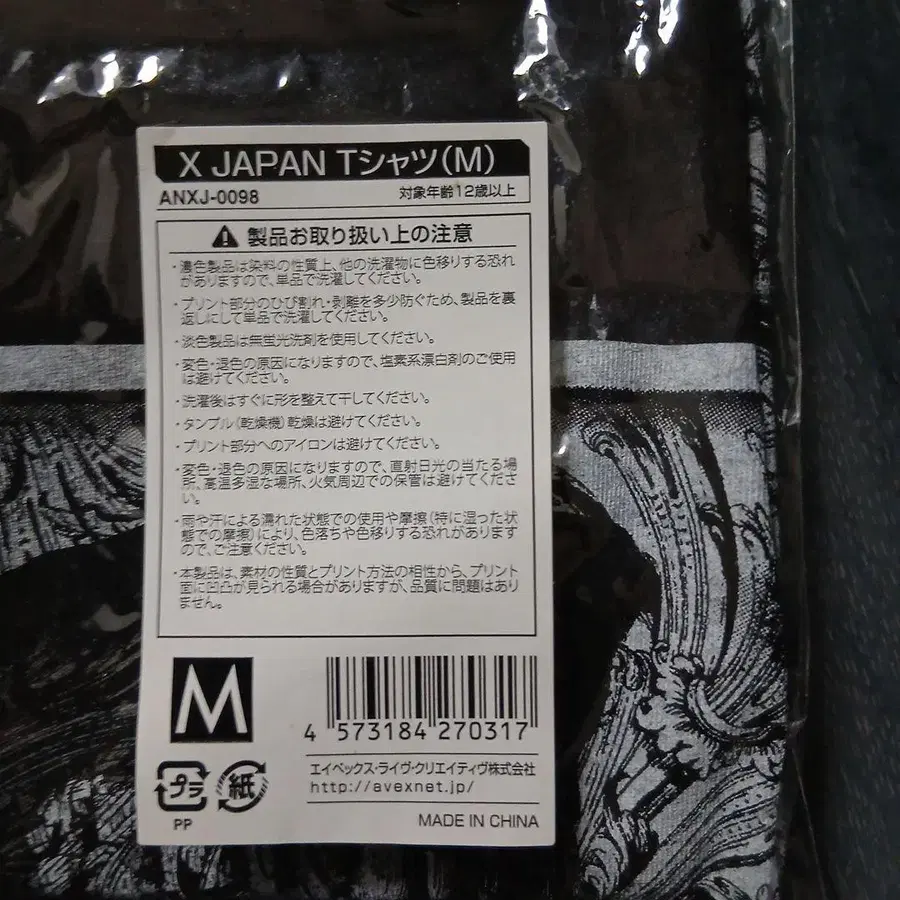 X JAPAN Tシャツ(M)
ANXJ-0098 対象年齢12歳以上
製品お取り扱い上の注意
・濃色製品は染料の性質上、他の洗濯物に色移りする恐れ
がありますので、単品で洗濯してください。
・プリント部分のひび割れ・剥離を多少防ぐため、製品を裏
返しにして単品で洗濯してください。
・淡色製品は無蛍光洗剤を使用してください。
・変色・退色の原因になりますので、塩素系漂白剤のご使用
は避けてください。
・洗濯後はすぐに形を整えて干してください。
・タンブル(乾燥機)乾燥は避けてください。
・プリント部分へのアイロンは避けてください。
・変色・退色の原因になりますので、直射日光の当たる場
所、高温多湿な場所、火気周辺での保管は避けてくださ
い。
・雨や汗による濡れた状態での使用や摩擦(特に湿った状
態での摩擦)により、色落ちや色移りする恐れがあります
ので、ご注意ください。
・本製品は、素材の性質とプリント方法の相性から、プリント
面に凹凸が見られる場合がありますが、品質に問題はあり
ません。
M
4 573184 270317
プラ 紙
PP
エイベックス・ライヴ・クリエイティヴ株式会社
http://avexnet.jp/
MADE IN CHINA